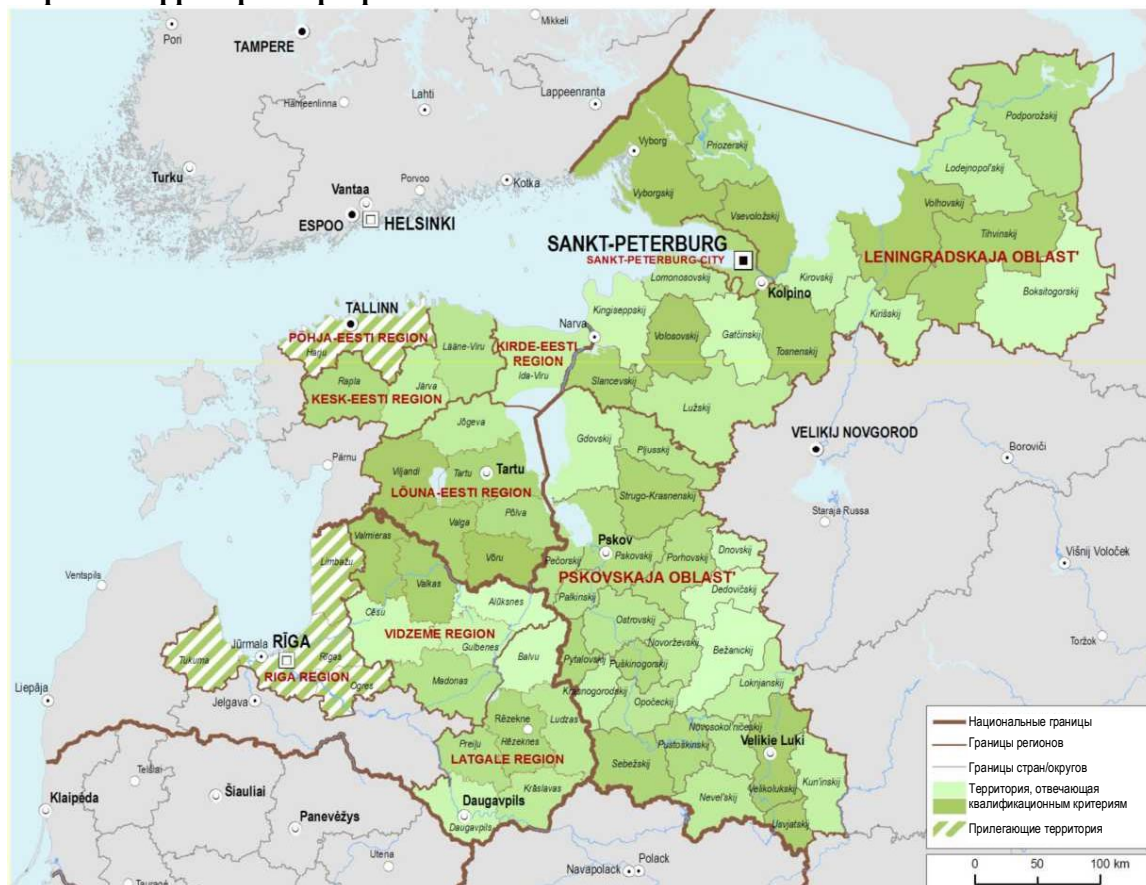 Pori
TAMPERE
Mikkeli
Hämeenlinna
Lahti
Lappeenranta
Turku
Vantaa
Porvoo
Kotka
ESPOO
HELSINKI
Vyborg
Vyborgskij
Priozerskij
Vsevoložskij
Podporožskij
Lodejnopol'skij
Volhovskij
Tihvinskij
LENINGRADSKAJA OBLAST'
Boksitogorskij
SANKT-PETERBURG
SANKT-PETERBURG-CITY
Kolpino
Kirovskij
Kirišskij
Lomonosovskij
Kingiseppskij
Volosovskij
Gatčinskij
Tosnenskij
Slancevskij
Lužskij
TALLINN
PÕHJA-EESTI REGION
Harju
Lääne-Viru
KIRDE-EESTI
REGION
Ida-Viru
Narva
Rapla
KESK-EESTI REGION
Järva
Jõgeva
Pärnu
Viljandi
Tartu
Tartu
LÕUNA-EESTI REGION
Valga
Põlva
Võru
Gdovskij
Pljusskij
Strugo-Krasnenskij
VELIKIJ NOVGOROD
Boroviči
Staraja Russa
Višnij Voloček
Toržok
Pskov
Pečorskij
Pskovskij
Porhovskij
Dnovskij
PSKOVSKAJA OBLAST'
Palkinskij
Dedovičskij
Ostrovskij
Novorževskij
Bežanickij
Pytalovskij
Puškinogorskij
Krasnogorodskij
Opočeckij
Loknjanskij
Novosokol'ničeskij
Pustoškinskij
Velikie Luki
Sebežskij
Velikolukskij
Kun'inskij
Nevel'skij
Usvjatskij
Ventspils
Limbažu
Valmieras
Valkas
Cēsu
Alūksnes
VIDZEME REGION
Gulbenes
Balvu
Madonas
Jūrmala
RĪGA
Rīgas
Tukuma
RIGA REGION
Ogres
Liepāja
Jelgava
Rēzekne
Rēzeknes
Ludzas
Preiļu
LATGALE REGION
Krāslavas
Daugavpils
Daugavpils
Klaipėda
Telšiai
Šiauliai
Panevėžys
Utena
Tauragė
Navapolack
Polack
Национальные границы
Границы регионов
Границы стран/округов
Территория, отвечающая
квалификационным критериям
Прилегающие территория
0 50 100 km